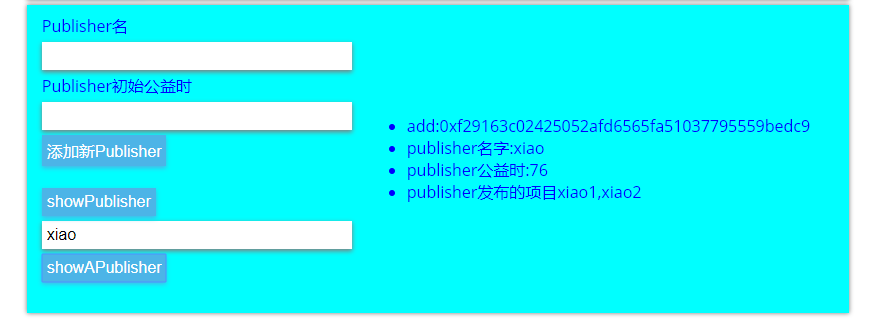 Publisher名
Publisher初始公益时
添加新Publisher
showPublisher
xiao
showAPublisher
add:0xf29163c02425052afd6565fa51037795559bedc9
publisher名字:xiao
publisher公益时:76
publisher发布的项目xiao1,xiao2